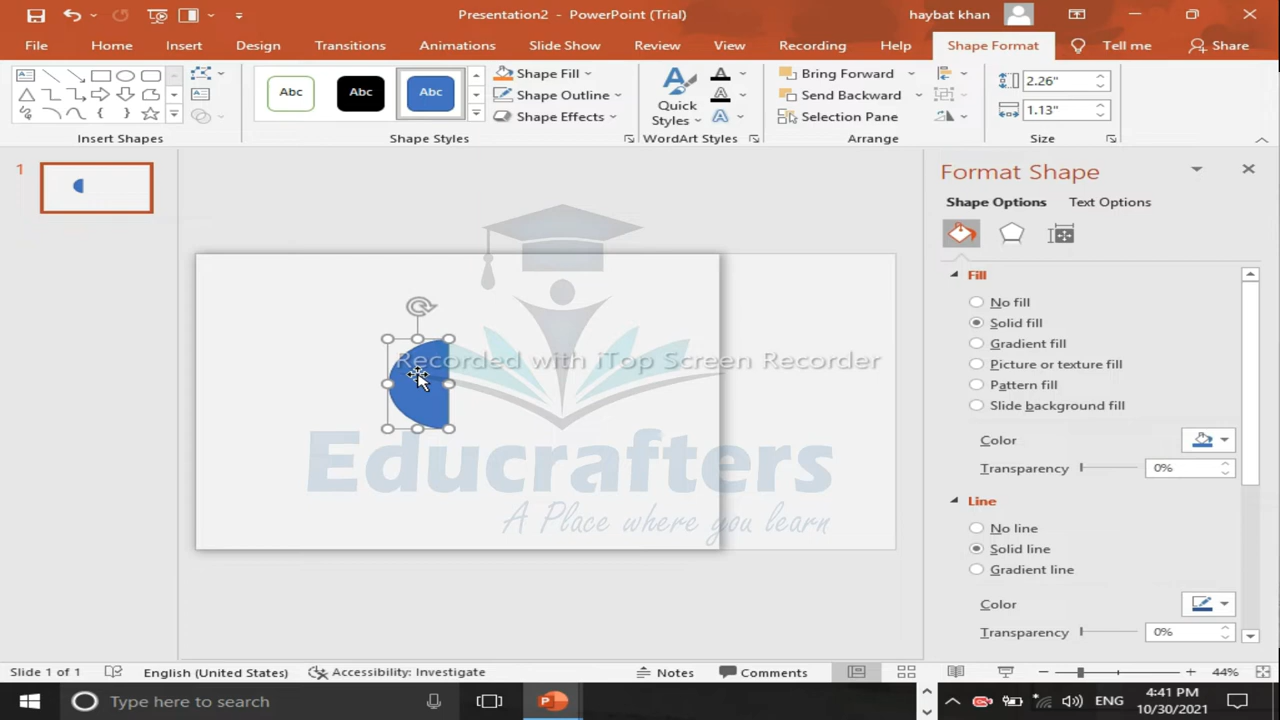 Presentation2 - PowerPoint (Trial)
haybat khan
File Home Insert Design Transitions Animations Slide Show Review View Recording Help Shape Format Tell me Share
Abc Abc Abc
Shape Fill
Shape Outline
Shape Effects
Quick
Styles
A A A
Bring Forward
Send Backward
Selection Pane
2.26"
1.13"
Insert Shapes Shape Styles WordArt Styles Arrange Size
1
Recorded with iTop Screen Recorder
Educrafters
A Place where you learn
Format Shape
Shape Options Text Options
Fill
No fill
Solid fill
Gradient fill
Picture or texture fill
Pattern fill
Slide background fill
Color
Transparency 0%
Line
No line
Solid line
Gradient line
Color
Transparency 0%
Slide 1 of 1 English (United States) Accessibility: Investigate Notes Comments 44%
Type here to search
ENG
4:41 PM
10/30/2021